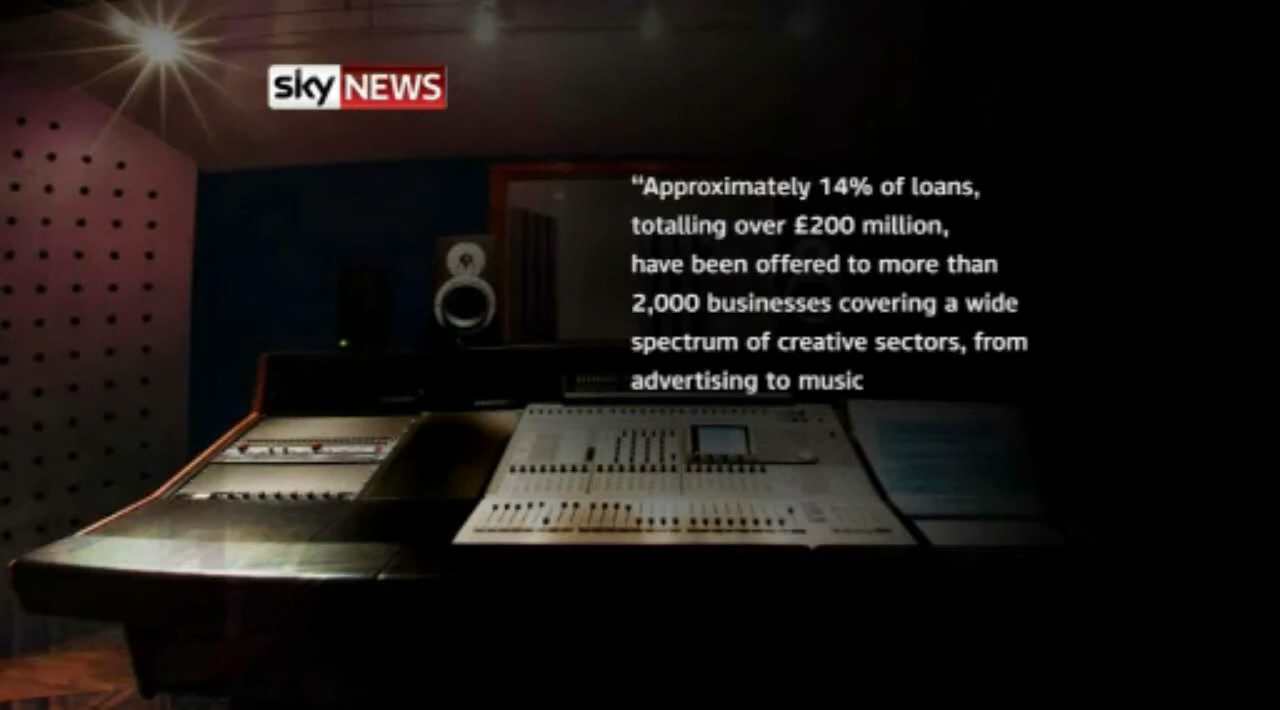 sky NEWS
“Approximately 14% of loans,
totalling over £200 million,
have been offered to more than
2,000 businesses covering a wide
spectrum of creative sectors, from
advertising to music